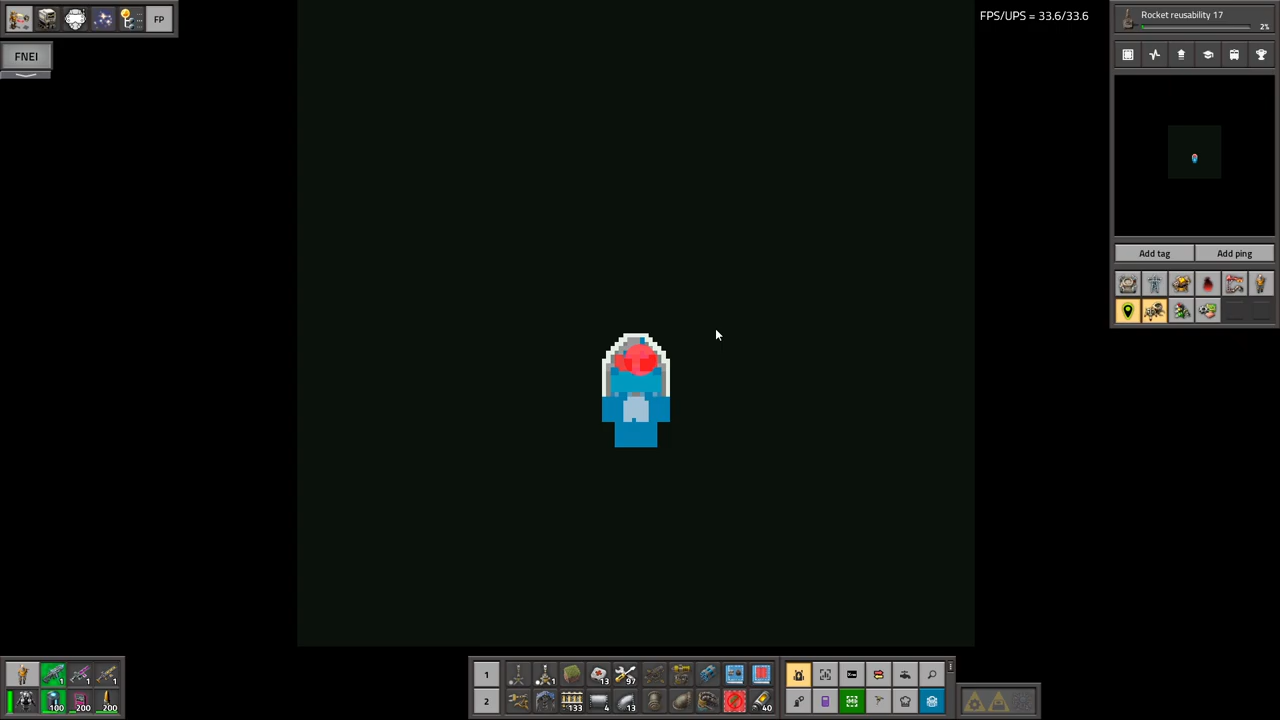 FP
FPS/UPS = 33.6/33.6
Rocket reusability 17
2%
FNEI
Add tag
Add ping
1
1
1
100
200
200
1
1
13
97
2
133
4
13
40